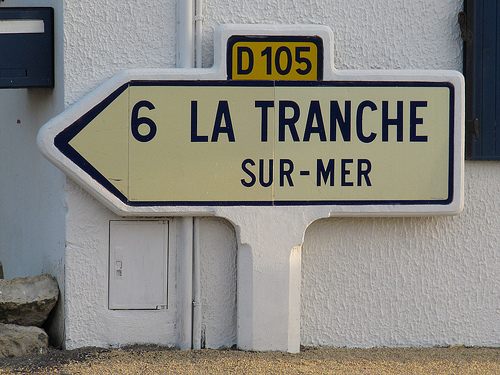 D 105
6 LA TRANCHE
SUR-MER